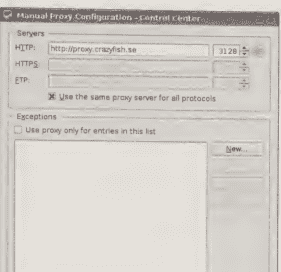 Manual Proxy Configuration - Control Center
Servers
HTTP: http://proxy.crazyfish.se 3128
HTTPS:
FTP:
Use the same proxy server for all protocols
Exceptions
Use proxy only for entries in this list
New...